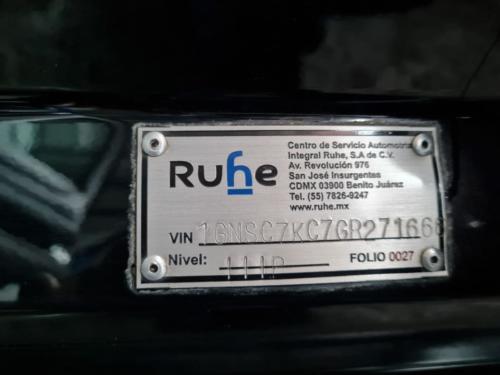 Ruhe
Centro de Servicio Automotriz
Integral Ruhe, S.A de C.V.
Av. Revolución 976
San José Insurgentes
CDMX 03900 Benito Juárez
Tel. (55) 7826-9247
www.ruhe.mx
VIN 1GNSC7KC7GR271668
Nivel: IIIP
FOLIO 0027